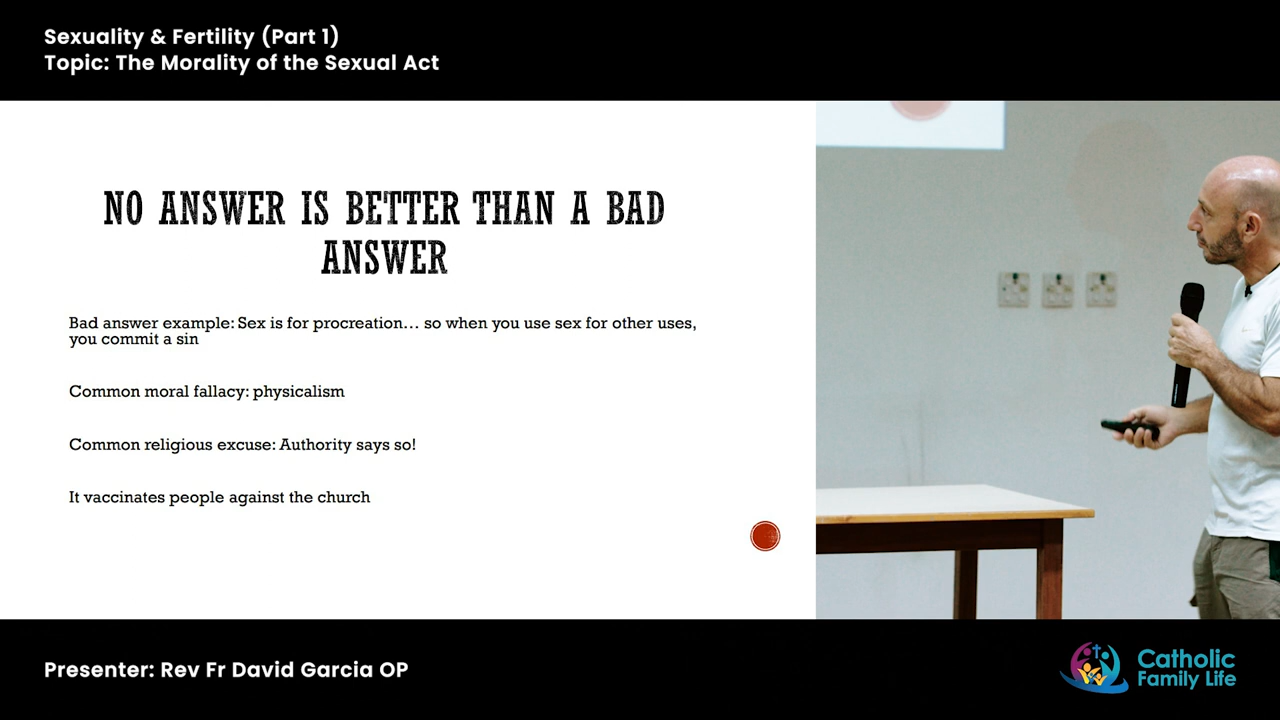 Sexuality & Fertility (Part 1)
Topic: The Morality of the Sexual Act
NO ANSWER IS BETTER THAN A BAD
ANSWER
Bad answer example: Sex is for procreation… so when you use sex for other uses,
you commit a sin
Common moral fallacy: physicalism
Common religious excuse: Authority says so!
It vaccinates people against the church
Presenter: Rev Fr David Garcia OP
Catholic
Family Life